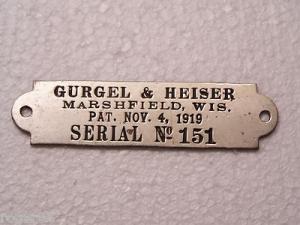 GURGEL & HEISER
MARSHFIELD, WIS.
PAT. NOV. 4, 1919
SERIAL Nº 151